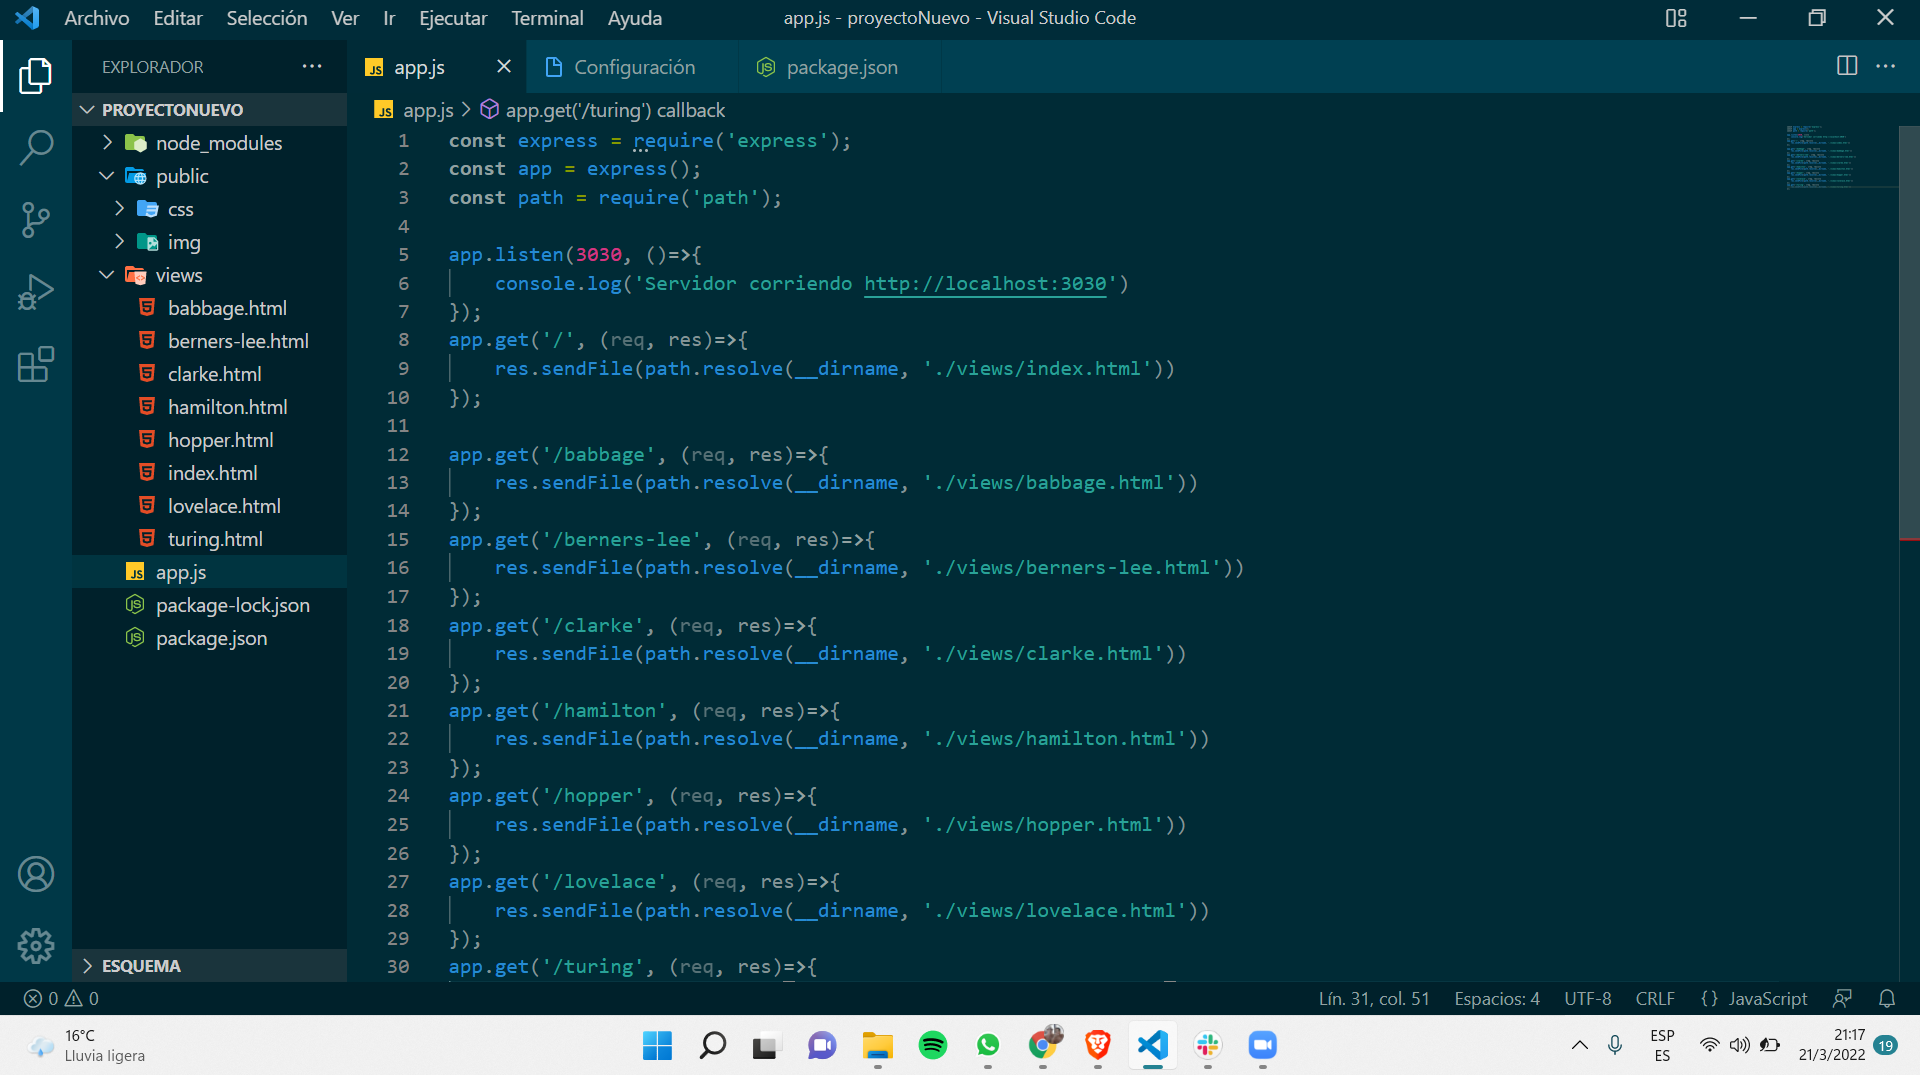 Archivo Editar Selección Ver Ir Ejecutar Terminal Ayuda
app.js - proyectoNuevo - Visual Studio Code
EXPLORADOR
PROYECTONUEVO
node_modules
public
css
img
views
babbage.html
berners-lee.html
clarke.html
hamilton.html
hopper.html
index.html
lovelace.html
turing.html
JS app.js
package-lock.json
package.json
ESQUEMA
JS app.js Configuración package.json
JS app.js > app.get('/turing') callback
1 const express = require('express');
2 const app = express();
3 const path = require('path');
4
5 app.listen(3030, ()=>{
6 console.log('Servidor corriendo http://localhost:3030')
7 });
8 app.get('/', (req, res)=>{
9 res.sendFile(path.resolve(__dirname, './views/index.html'))
10 });
11
12 app.get('/babbage', (req, res)=>{
13 res.sendFile(path.resolve(__dirname, './views/babbage.html'))
14 });
15 app.get('/berners-lee', (req, res)=>{
16 res.sendFile(path.resolve(__dirname, './views/berners-lee.html'))
17 });
18 app.get('/clarke', (req, res)=>{
19 res.sendFile(path.resolve(__dirname, './views/clarke.html'))
20 });
21 app.get('/hamilton', (req, res)=>{
22 res.sendFile(path.resolve(__dirname, './views/hamilton.html'))
23 });
24 app.get('/hopper', (req, res)=>{
25 res.sendFile(path.resolve(__dirname, './views/hopper.html'))
26 });
27 app.get('/lovelace', (req, res)=>{
28 res.sendFile(path.resolve(__dirname, './views/lovelace.html'))
29 });
30 app.get('/turing', (req, res)=>{
0 0
Lín. 31, col. 51 Espacios: 4 UTF-8 CRLF {} JavaScript
16°C
Lluvia ligera
ESP
ES
21:17
21/3/2022
19